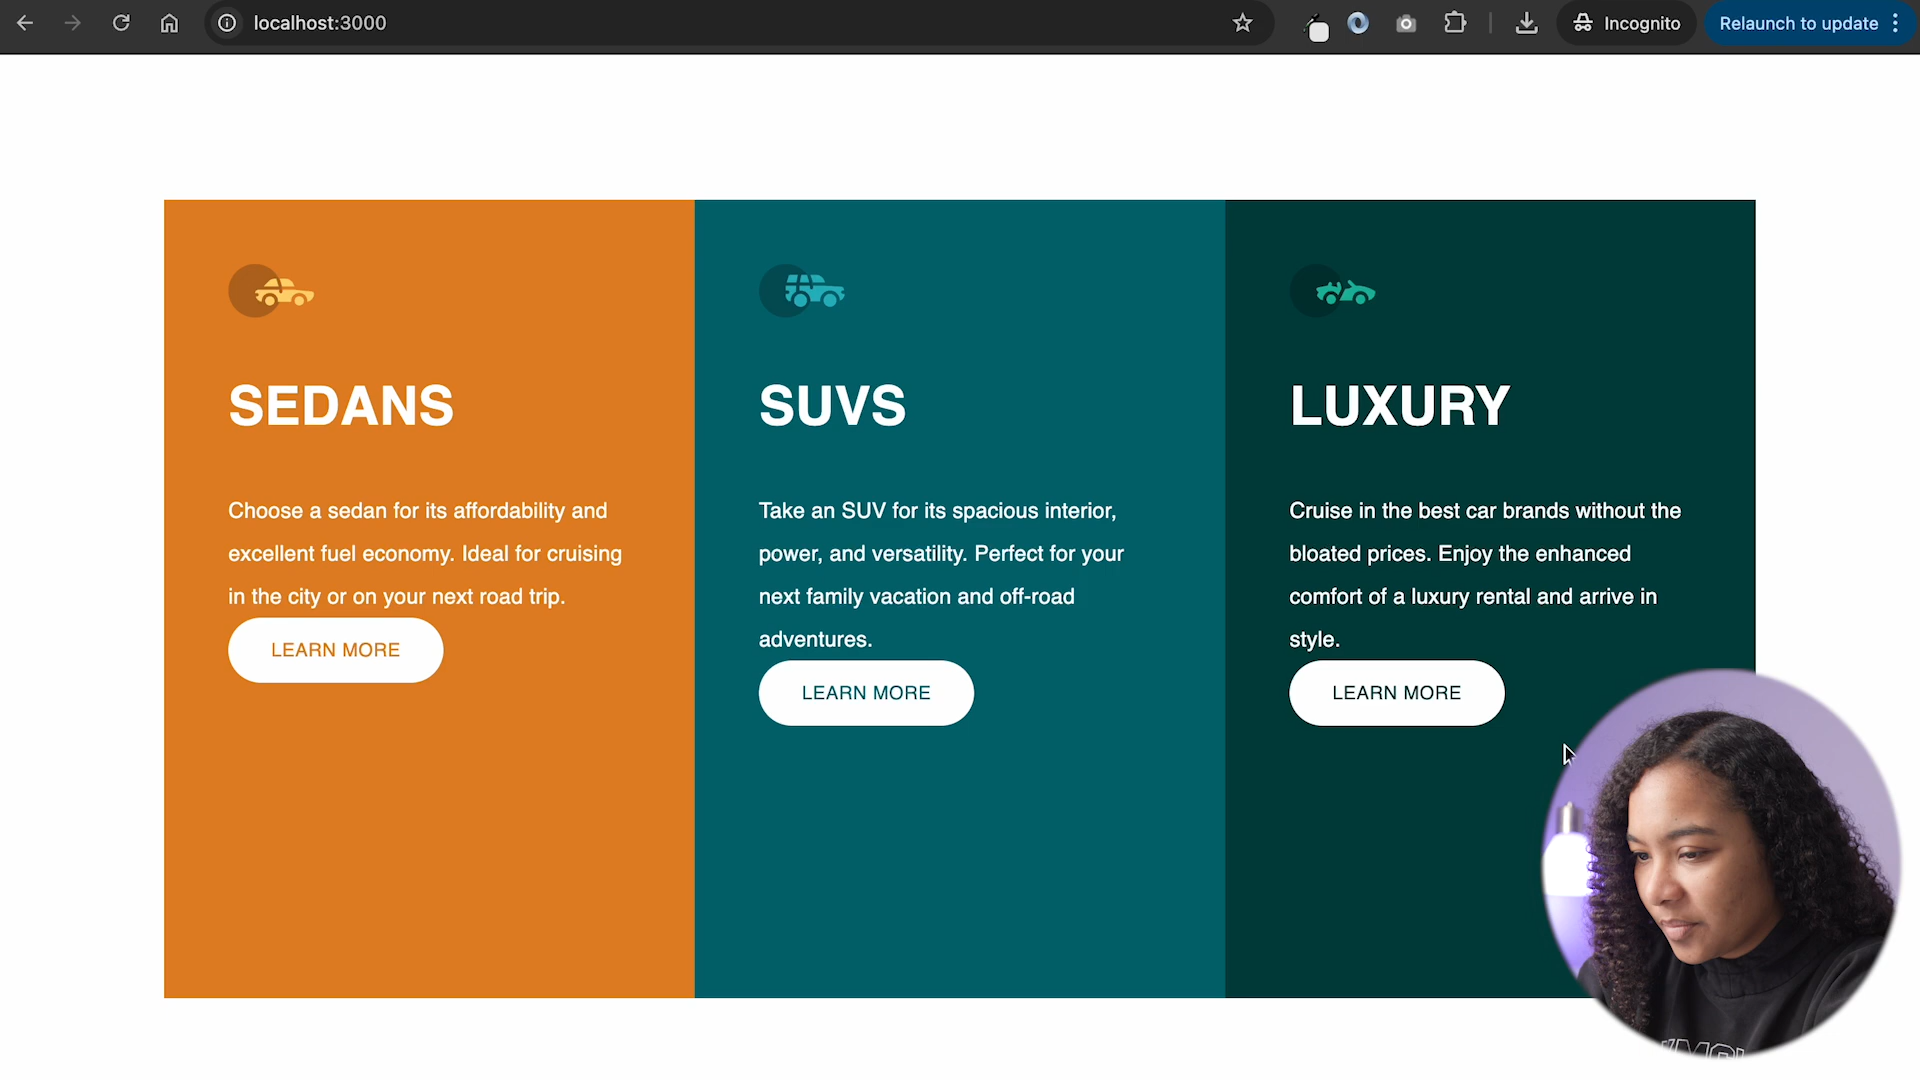 localhost:3000
Incognito
Relaunch to update
SEDANS
Choose a sedan for its affordability and
excellent fuel economy. Ideal for cruising
in the city or on your next road trip.
LEARN MORE
SUVS
Take an SUV for its spacious interior,
power, and versatility. Perfect for your
next family vacation and off-road
adventures.
LEARN MORE
LUXURY
Cruise in the best car brands without the
bloated prices. Enjoy the enhanced
comfort of a luxury rental and arrive in
style.
LEARN MORE